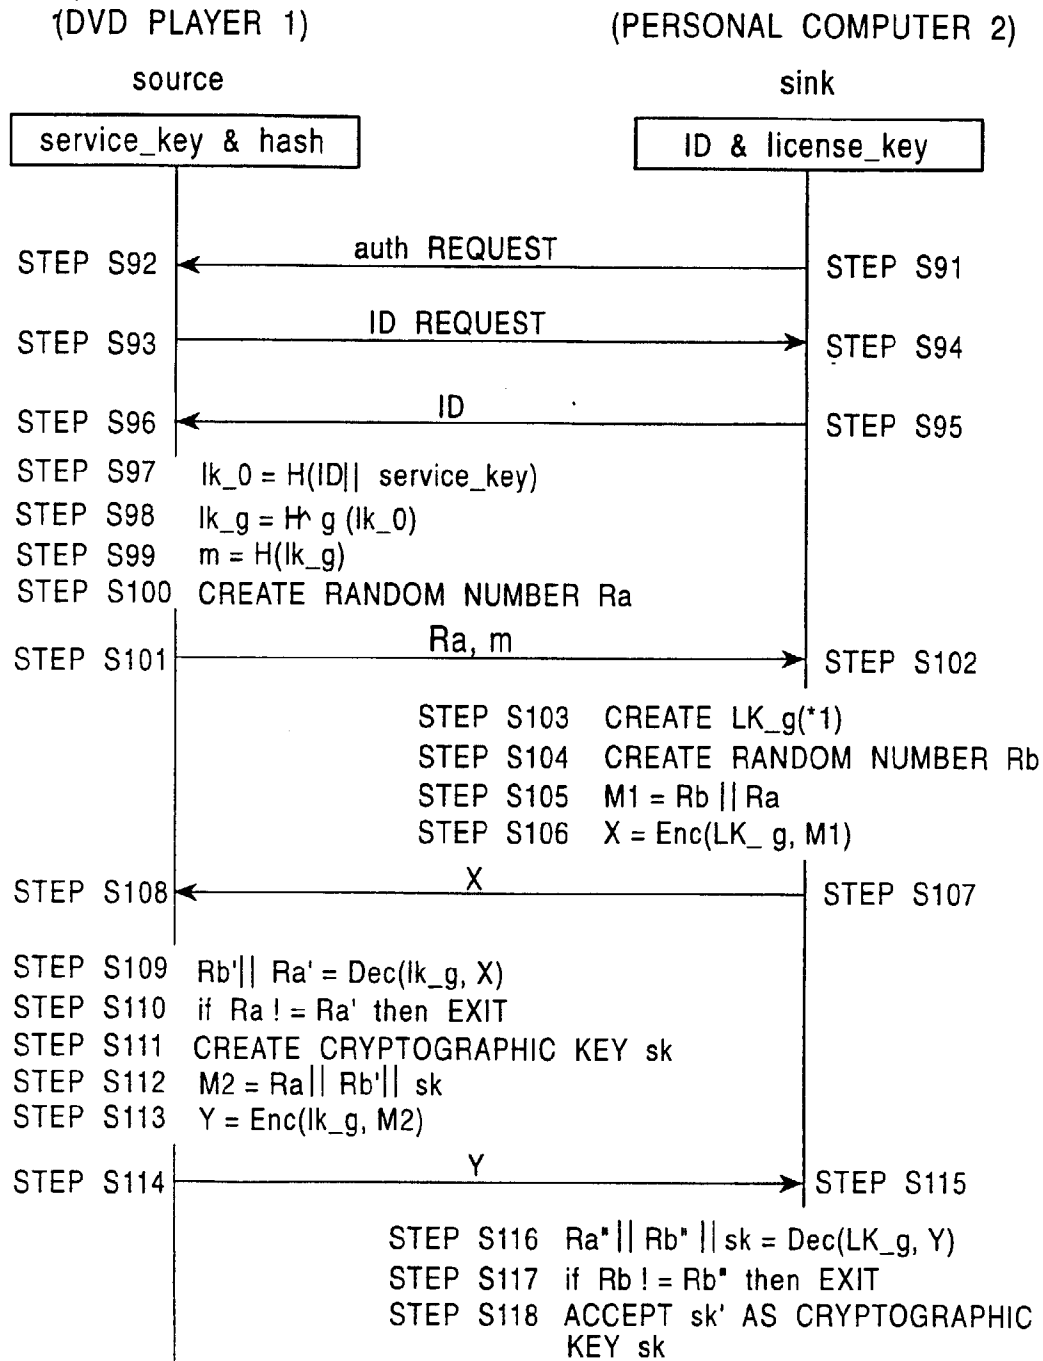 (DVD PLAYER 1) (PERSONAL COMPUTER 2)
source sink
service_key & hash ID & license_key
auth REQUEST
STEP S92 STEP S91
ID REQUEST
STEP S93 STEP S94
ID
STEP S96 STEP S95
STEP S97 lk_0 = H(ID|| service_key)
STEP S98 lk_g = H^ g (lk_0)
STEP S99 m = H(lk_g)
STEP S100 CREATE RANDOM NUMBER Ra
Ra, m
STEP S101 STEP S102
STEP S103 CREATE LK_g(*1)
STEP S104 CREATE RANDOM NUMBER Rb
STEP S105 M1 = Rb || Ra
STEP S106 X = Enc(LK_ g, M1)
X
STEP S108 STEP S107
STEP S109 Rb'|| Ra' = Dec(lk_g, X)
STEP S110 if Ra != Ra' then EXIT
STEP S111 CREATE CRYPTOGRAPHIC KEY sk
STEP S112 M2 = Ra|| Rb'|| sk
STEP S113 Y = Enc(lk_g, M2)
Y
STEP S114 STEP S115
STEP S116 Ra" || Rb" || sk = Dec(LK_g, Y)
STEP S117 if Rb != Rb" then EXIT
STEP S118 ACCEPT sk' AS CRYPTOGRAPHIC
KEY sk